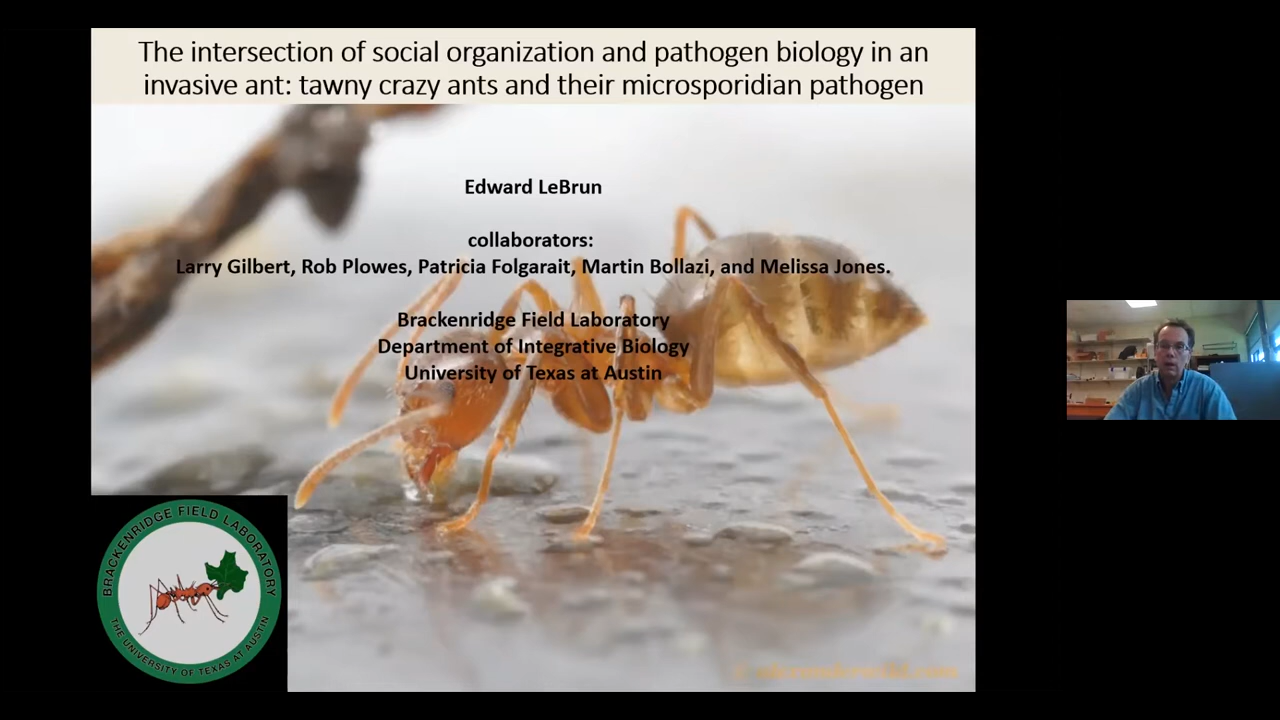 The intersection of social organization and pathogen biology in an
invasive ant: tawny crazy ants and their microsporidian pathogen
Edward LeBrun
collaborators:
Larry Gilbert, Rob Plowes, Patricia Folgarait, Martin Bollazi, and Melissa Jones.
Brackenridge Field Laboratory
Department of Integrative Biology
University of Texas at Austin
BRACKENRIDGE FIELD LABORATORY
THE UNIVERSITY OF TEXAS AT AUSTIN